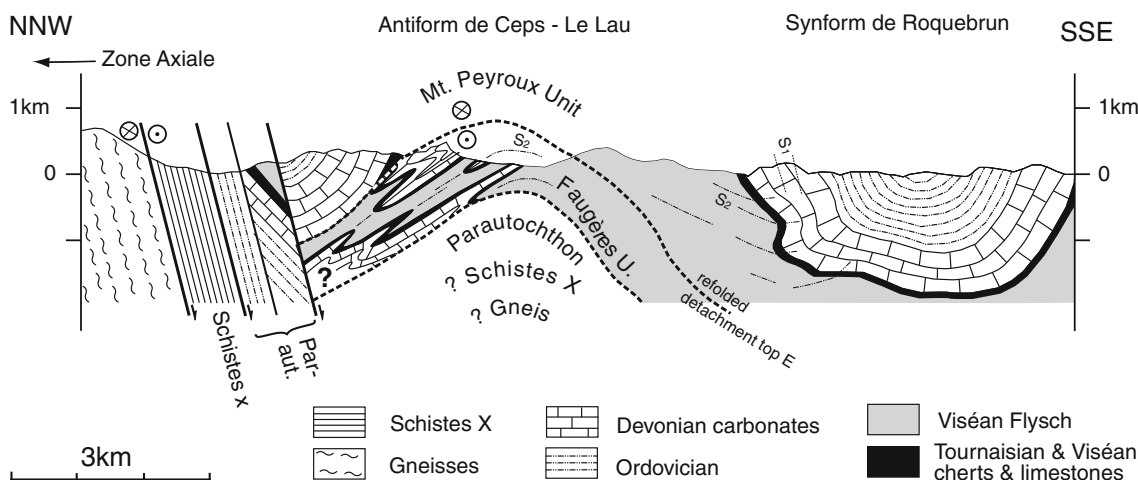 NNW
Antiform de Ceps - Le Lau
Synform de Roquebrun
SSE
Zone Axiale
1km
0
Mt. Peyroux Unit
S2
S1
1km
0
S2
Faugères U.
Parautochthon
? Schistes X
? Gneis
?
refolded
detachment top E
Schistes x
Par-
aut.
3km
Schistes X
Gneisses
Devonian carbonates
Ordovician
Viséan Flysch
Tournaisian & Viséan
cherts & limestones